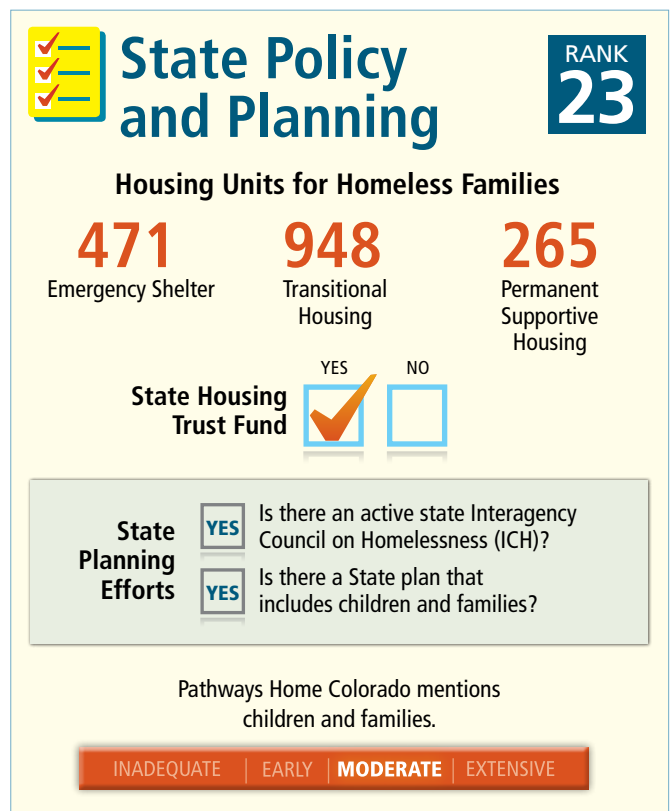 State Policy
and Planning
RANK
23
Housing Units for Homeless Families
471
Emergency Shelter
948
Transitional
Housing
265
Permanent
Supportive
Housing
YES NO
State Housing
Trust Fund
State
Planning
Efforts
YES
Is there an active state Interagency
Council on Homelessness (ICH)?
YES
Is there a State plan that
includes children and families?
Pathways Home Colorado mentions
children and families.
INADEQUATE | EARLY | MODERATE | EXTENSIVE